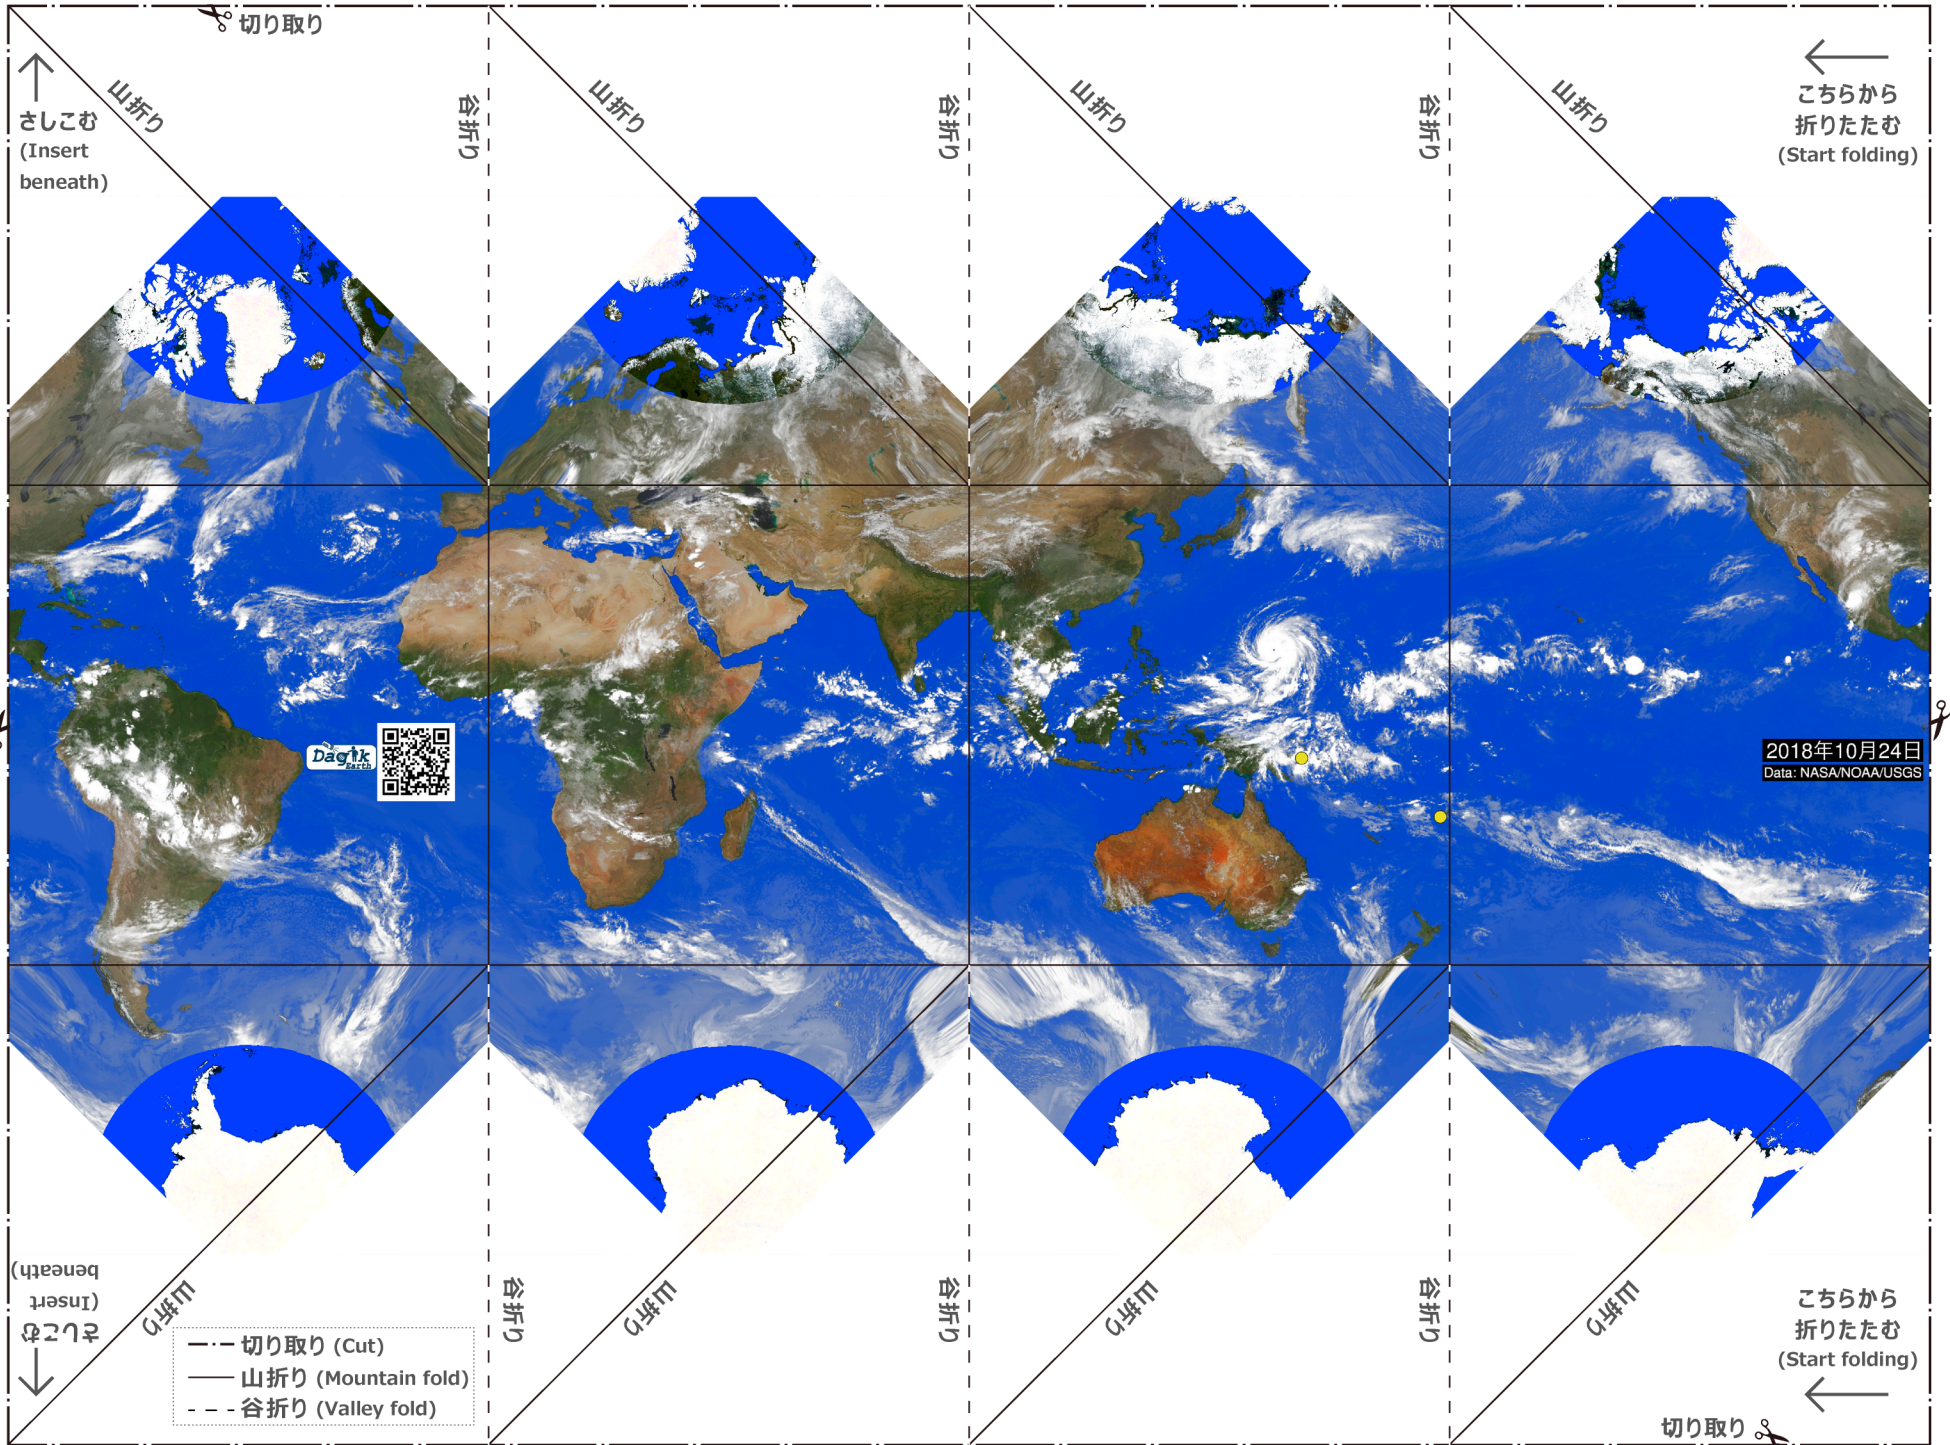 切り取り
山折り
谷折り
山折り
谷折り
山折り
谷折り
山折り
さしこむ
(Insert
beneath)
こちらから
折りたたむ
(Start folding)
Dagik
Earth
2018年10月24日
Data: NASA/NOAA/USGS
さしこむ
(Insert
beneath)
山折り
谷折り
山折り
谷折り
山折り
谷折り
山折り
こちらから
折りたたむ
(Start folding)
切り取り (Cut)
山折り (Mountain fold)
谷折り (Valley fold)
切り取り